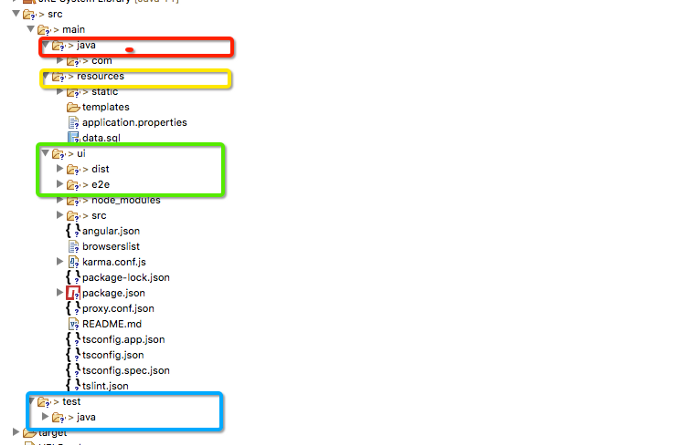 > src
> main
> java
> com
> resources
> static
templates
application.properties
data.sql
> ui
> dist
> e2e
> node_modules
> src
angular.json
browserslist
karma.conf.js
package-lock.json
package.json
proxy.conf.json
README.md
tsconfig.app.json
tsconfig.json
tsconfig.spec.json
tslint.json
> test
> java
target